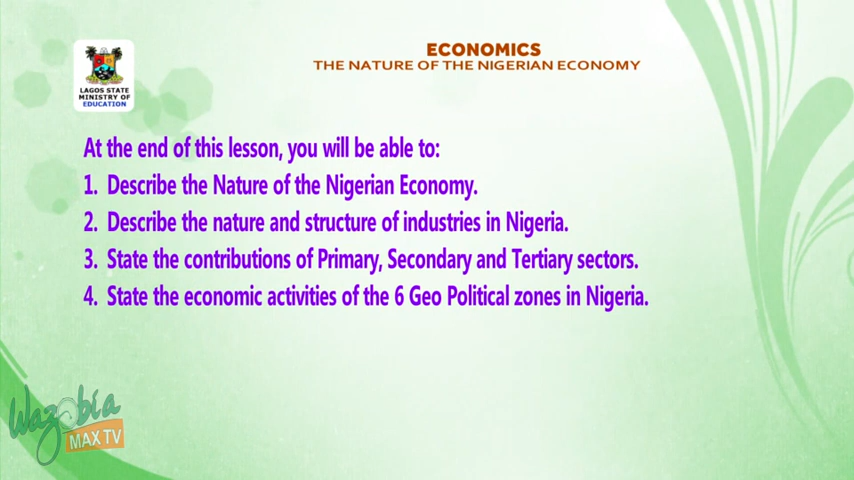 ECONOMICS
THE NATURE OF THE NIGERIAN ECONOMY
LAGOS STATE
MINISTRY OF
EDUCATION
At the end of this lesson, you will be able to:
1. Describe the Nature of the Nigerian Economy.
2. Describe the nature and structure of industries in Nigeria.
3. State the contributions of Primary, Secondary and Tertiary sectors.
4. State the economic activities of the 6 Geo Political zones in Nigeria.
Wazobia
MAX TV